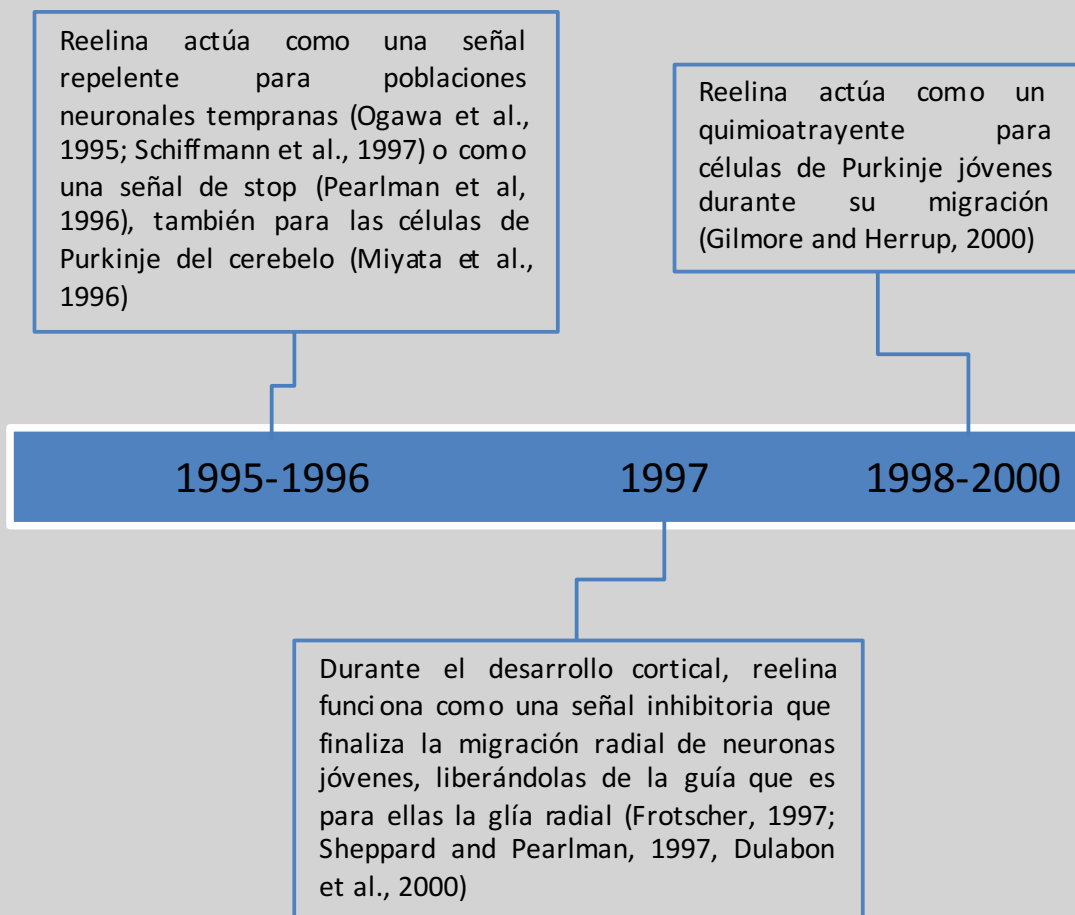 Reelina actúa como una señal
repelente para poblaciones
neuronales tempranas (Ogawa et al.,
1995; Schiffmann et al., 1997) o como
una señal de stop (Pearlman et al,
1996), también para las células de
Purkinje del cerebelo (Miyata et al.,
1996)
Reelina actúa como un
quimioatrayente para
células de Purkinje jóvenes
durante su migración
(Gilmore and Herrup, 2000)
1995-1996 1997 1998-2000
Durante el desarrollo cortical, reelina
funciona como una señal inhibitoria que
finaliza la migración radial de neuronas
jóvenes, liberándolas de la guía que es
para ellas la glía radial (Frotscher, 1997;
Sheppard and Pearlman, 1997, Dulabon
et al., 2000)